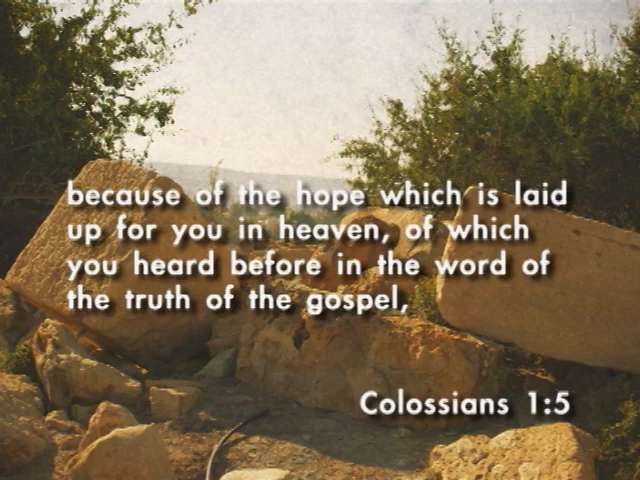 because of the hope which is laid
up for you in heaven, of which
you heard before in the word of
the truth of the gospel,
Colossians 1:5